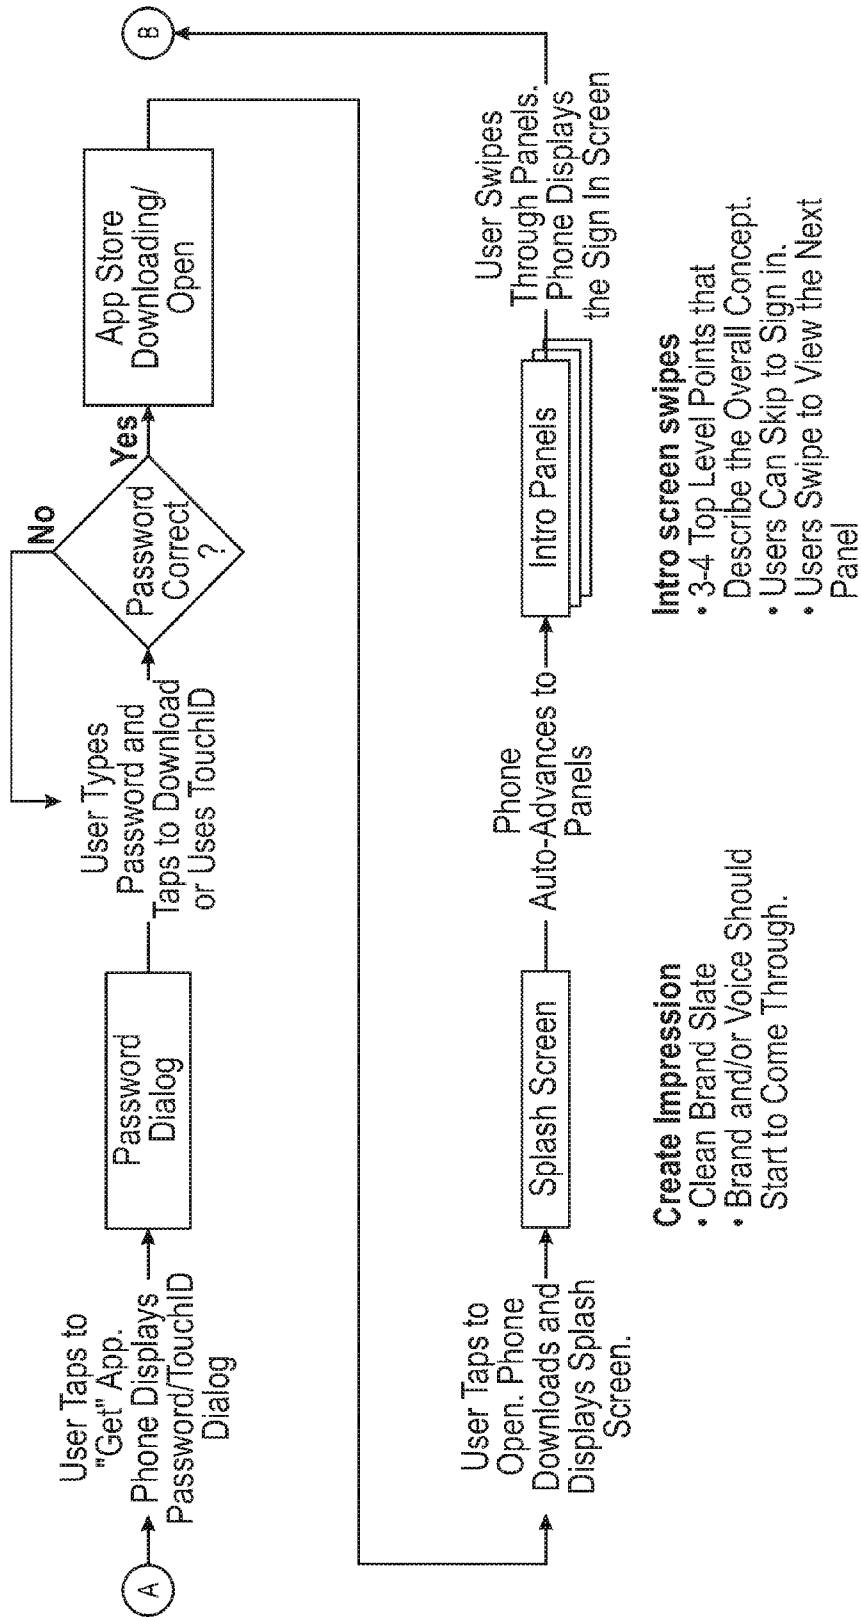 A
User Taps to
"Get" App.
Phone Displays
Password/TouchID
Dialog
Password
Dialog
User Types
Password and
Taps to Download
or Uses TouchID
No
Password
Correct
?
Yes
App Store
Downloading/
Open
User Taps to
Open. Phone
Downloads and
Displays Splash
Screen.
Splash Screen
Phone
Auto-Advances to
Panels
Intro Panels
User Swipes
Through Panels.
Phone Displays
the Sign In Screen
B
Create Impression
• Clean Brand Slate
• Brand and/or Voice Should
Start to Come Through.
Intro screen swipes
• 3-4 Top Level Points that
Describe the Overall Concept.
• Users Can Skip to Sign in.
• Users Swipe to View the Next
Panel